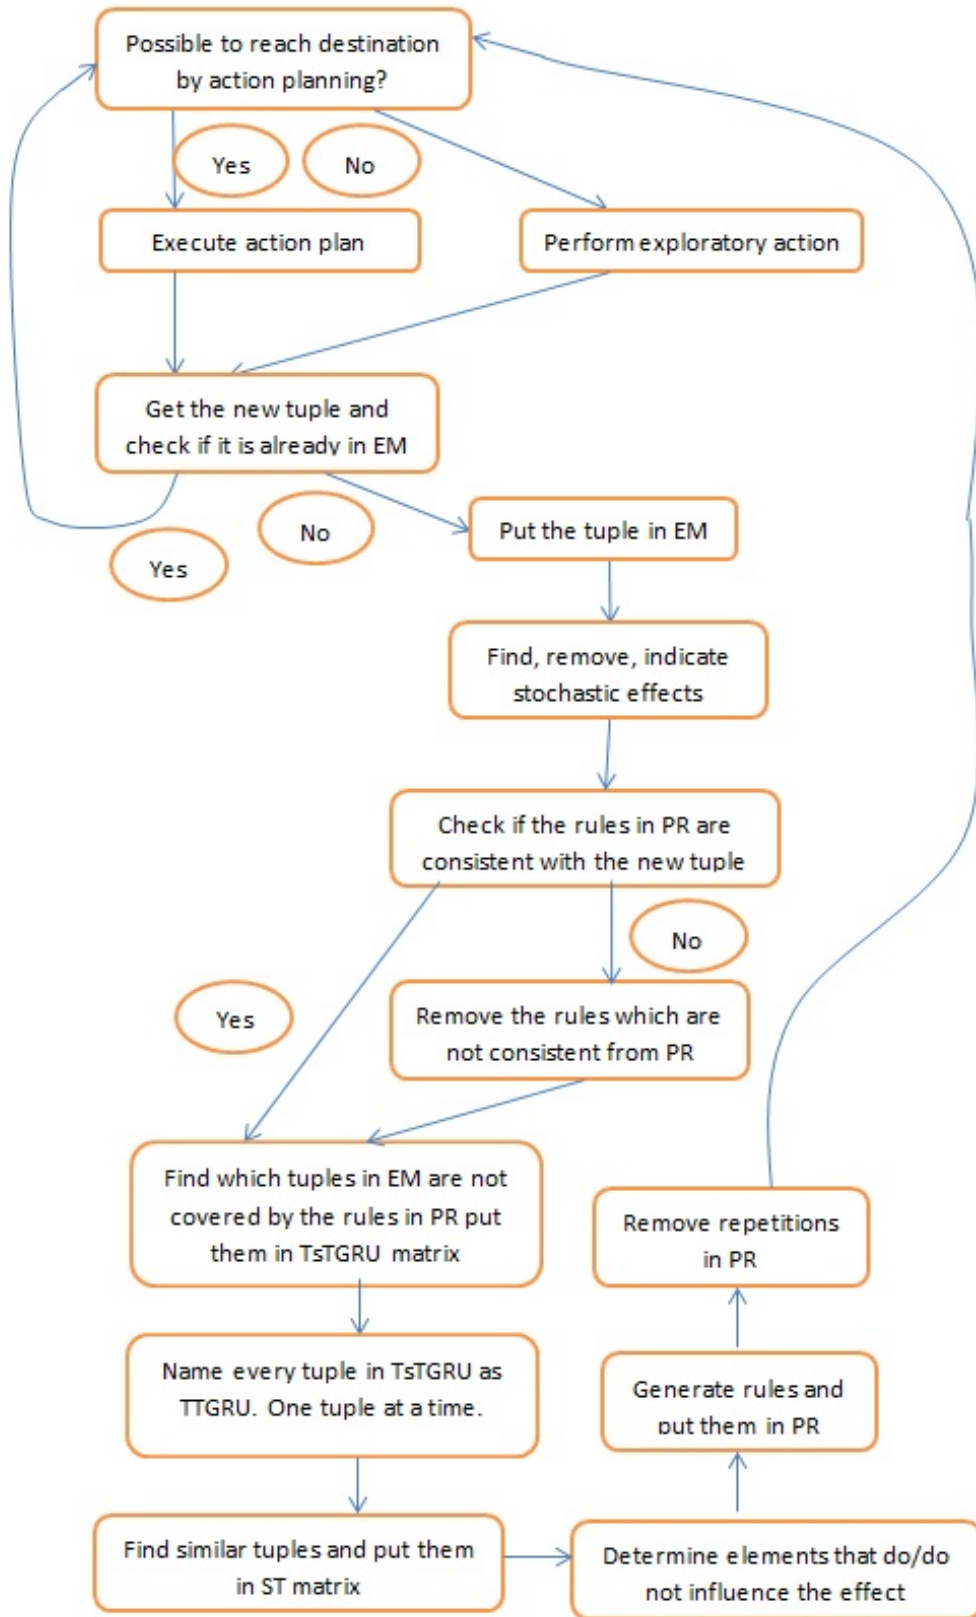 Possible to reach destination
by action planning?
Yes
No
Execute action plan
Perform exploratory action
Get the new tuple and
check if it is already in EM
No
Yes
Put the tuple in EM
Find, remove, indicate
stochastic effects
Check if the rules in PR are
consistent with the new tuple
No
Yes
Remove the rules which are
not consistent from PR
Find which tuples in EM are not
covered by the rules in PR put
them in TsTGRU matrix
Name every tuple in TsTGRU as
TTGRU. One tuple at a time.
Find similar tuples and put them
in ST matrix
Determine elements that do/do
not influence the effect
Generate rules and
put them in PR
Remove repetitions
in PR